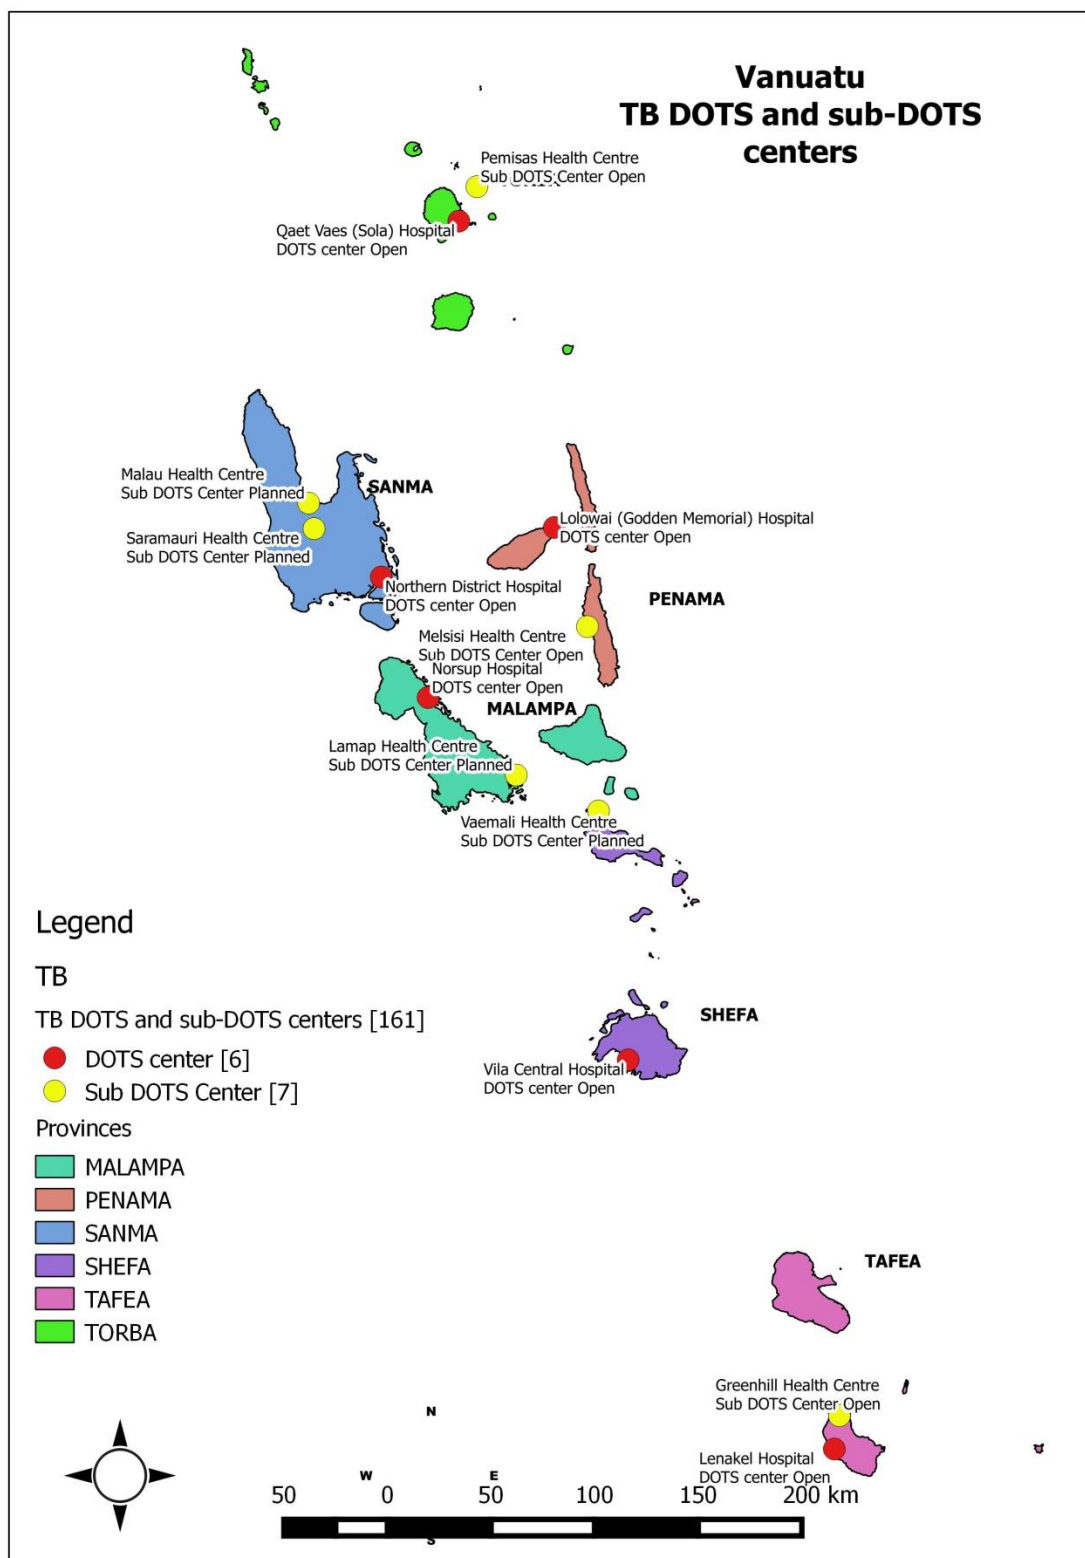 Vanuatu
TB DOTS and sub-DOTS
centers
Pemisas Health Centre
Sub DOTS Center Open
Qaet Vaes (Sola) Hospital
DOTS center Open
Malau Health Centre
Sub DOTS Center Planned
SANMA
Saramauri Health Centre
Sub DOTS Center Planned
Lolowai (Godden Memorial) Hospital
DOTS center Open
Northern District Hospital
DOTS center Open
PENAMA
Melsisi Health Centre
Sub DOTS Center Open
Norsup Hospital
DOTS center Open
MALAMPA
Lamap Health Centre
Sub DOTS Center Planned
Vaemali Health Centre
Sub DOTS Center Planned
SHEFA
Vila Central Hospital
DOTS center Open
TAFEA
Greenhill Health Centre
Sub DOTS Center Open
Lenakel Hospital
DOTS center Open
Legend
TB
TB DOTS and sub-DOTS centers [161]
DOTS center [6]
Sub DOTS Center [7]
Provinces
MALAMPA
PENAMA
SANMA
SHEFA
TAFEA
TORBA
N
W E
S
50 0 50 100 150 200 km